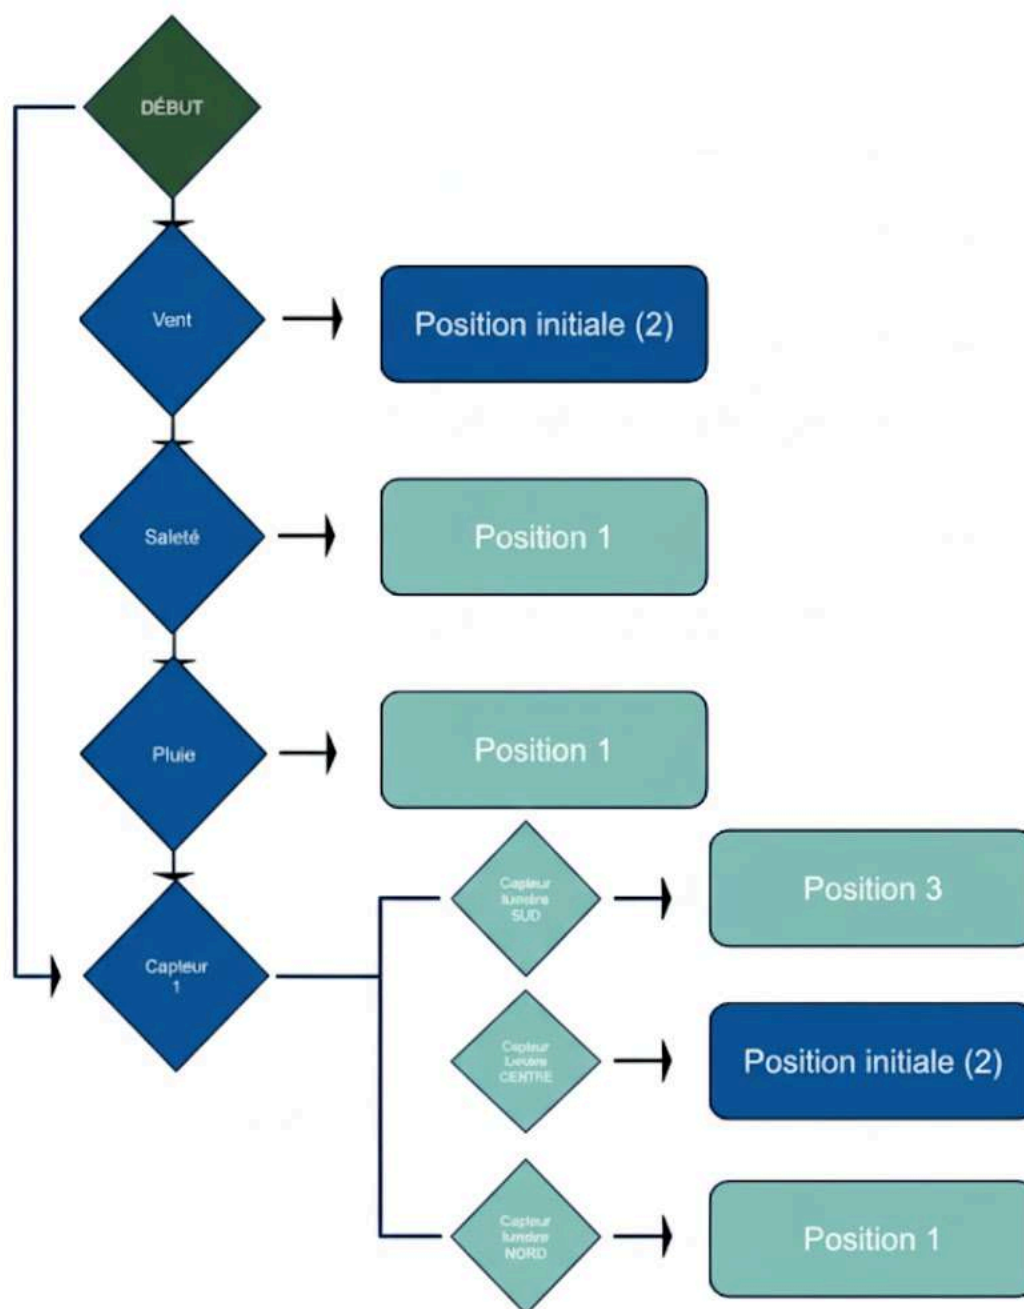 DÉBUT
Vent
Position initiale (2)
Saleté
Position 1
Pluie
Position 1
Capteur
1
Capteur
lumière
SUD
Position 3
Capteur
CENTRE
Position initiale (2)
Capteur
lumière
NORD
Position 1